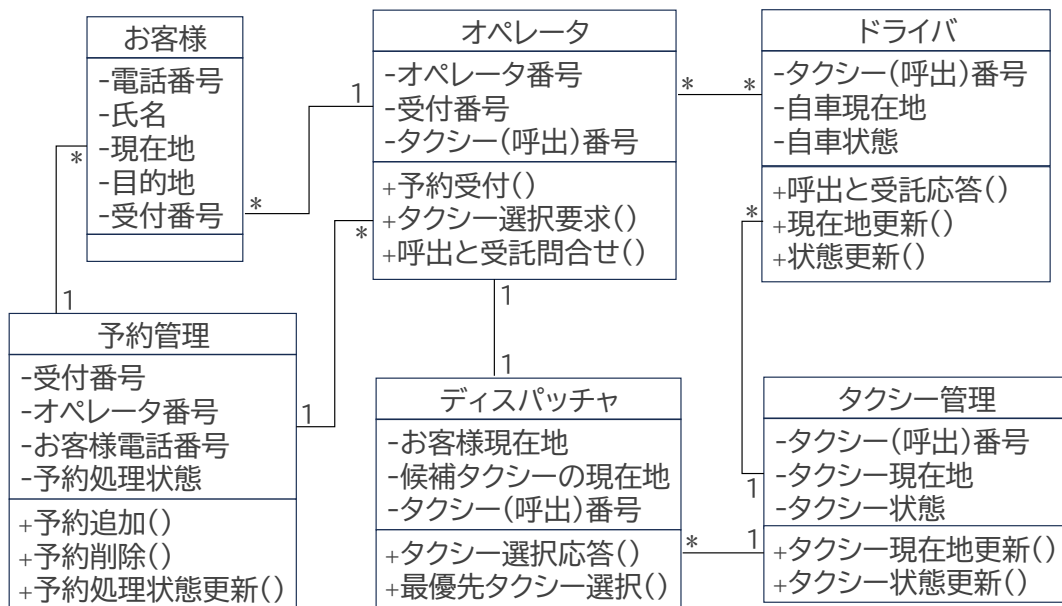 お客様
-電話番号
-氏名
-現在地
-目的地
-受付番号
オペレータ
-オペレータ番号
-受付番号
-タクシー(呼出)番号
+予約受付()
+タクシー選択要求()
+呼出と受託問合せ()
ドライバ
-タクシー(呼出)番号
-自車現在地
-自車状態
+呼出と受託応答()
+現在地更新()
+状態更新()
1
*
*
*
*
1
*
1
*
1
1
1
*
1
予約管理
-受付番号
-オペレータ番号
-お客様電話番号
-予約処理状態
+予約追加()
+予約削除()
+予約処理状態更新()
ディスパッチャ
-お客様現在地
-候補タクシーの現在地
-タクシー(呼出)番号
+タクシー選択応答()
+最優先タクシー選択()
タクシー管理
-タクシー(呼出)番号
-タクシー現在地
-タクシー状態
+タクシー現在地更新()
+タクシー状態更新()